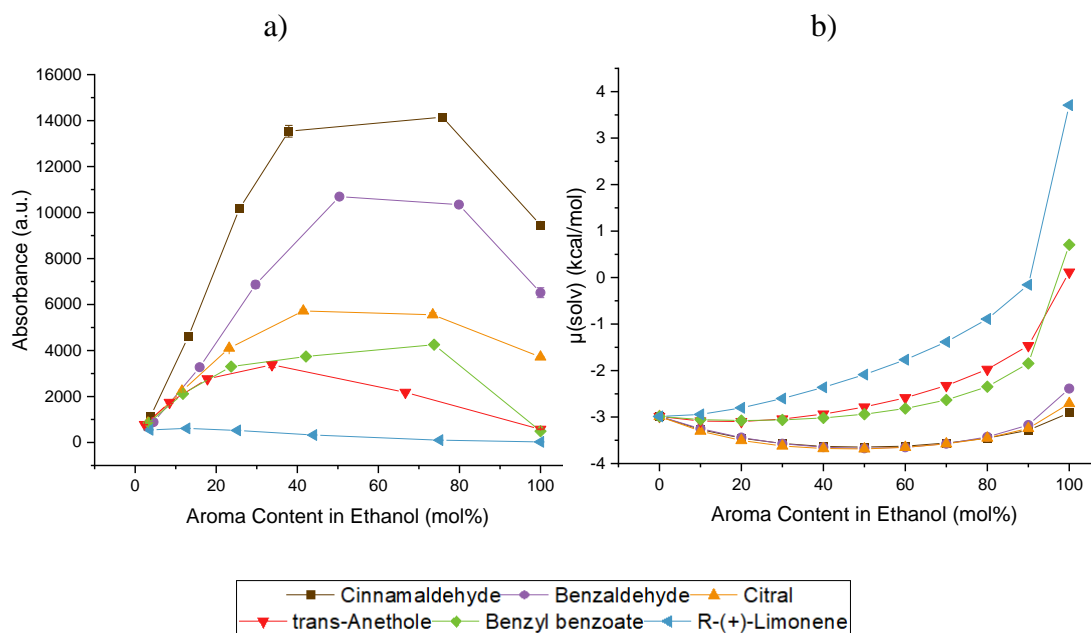 a)
b)
16000
14000
12000
10000
8000
6000
4000
2000
0
Absorbance (a.u.)
0 20 40 60 80 100
Aroma Content in Ethanol (mol%)
4
3
2
1
0
-1
-2
-3
-4
μ(solv) (kcal/mol)
0 20 40 60 80 100
Aroma Content in Ethanol (mol%)
Cinnamaldehyde Benzaldehyde Citral
trans-Anethole Benzyl benzoate R-(+)-Limonene